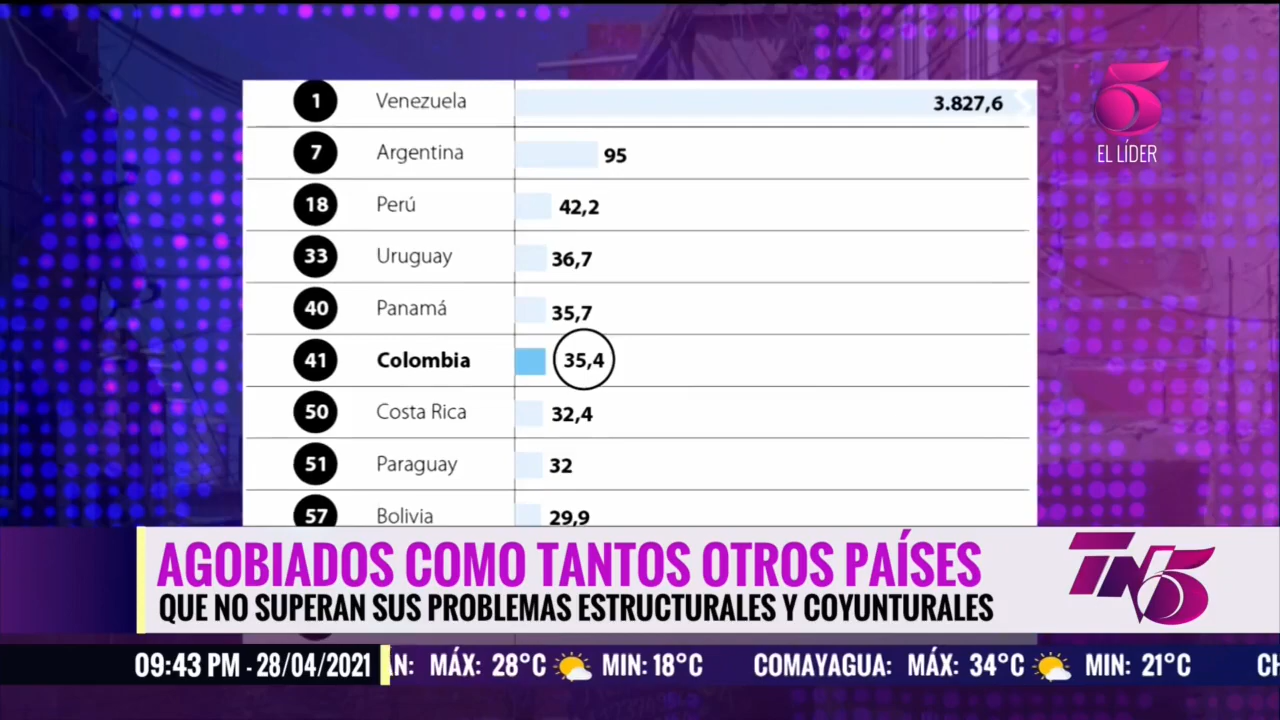 1 Venezuela 3.827,6
7 Argentina 95
18 Perú 42,2
33 Uruguay 36,7
40 Panamá 35,7
41 Colombia 35,4
50 Costa Rica 32,4
51 Paraguay 32
57 Bolivia 29,9
5
EL LÍDER
AGOBIADOS COMO TANTOS OTROS PAÍSES
QUE NO SUPERAN SUS PROBLEMAS ESTRUCTURALES Y COYUNTURALES
TN5
09:43 PM - 28/04/2021 ÁN: MÁX: 28°C MIN: 18°C COMAYAGUA: MÁX: 34°C MIN: 21°C CH